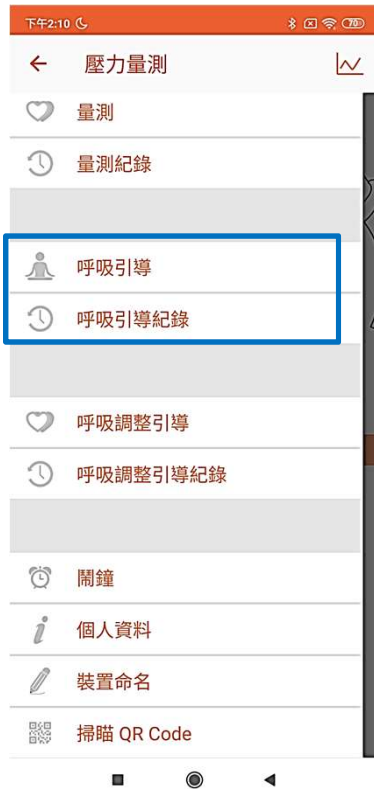 下午2:10 70
壓力量測
量測
量測紀錄
呼吸引導
呼吸引導紀錄
呼吸調整引導
呼吸調整引導紀錄
鬧鐘
個人資料
裝置命名
掃瞄 QR Code